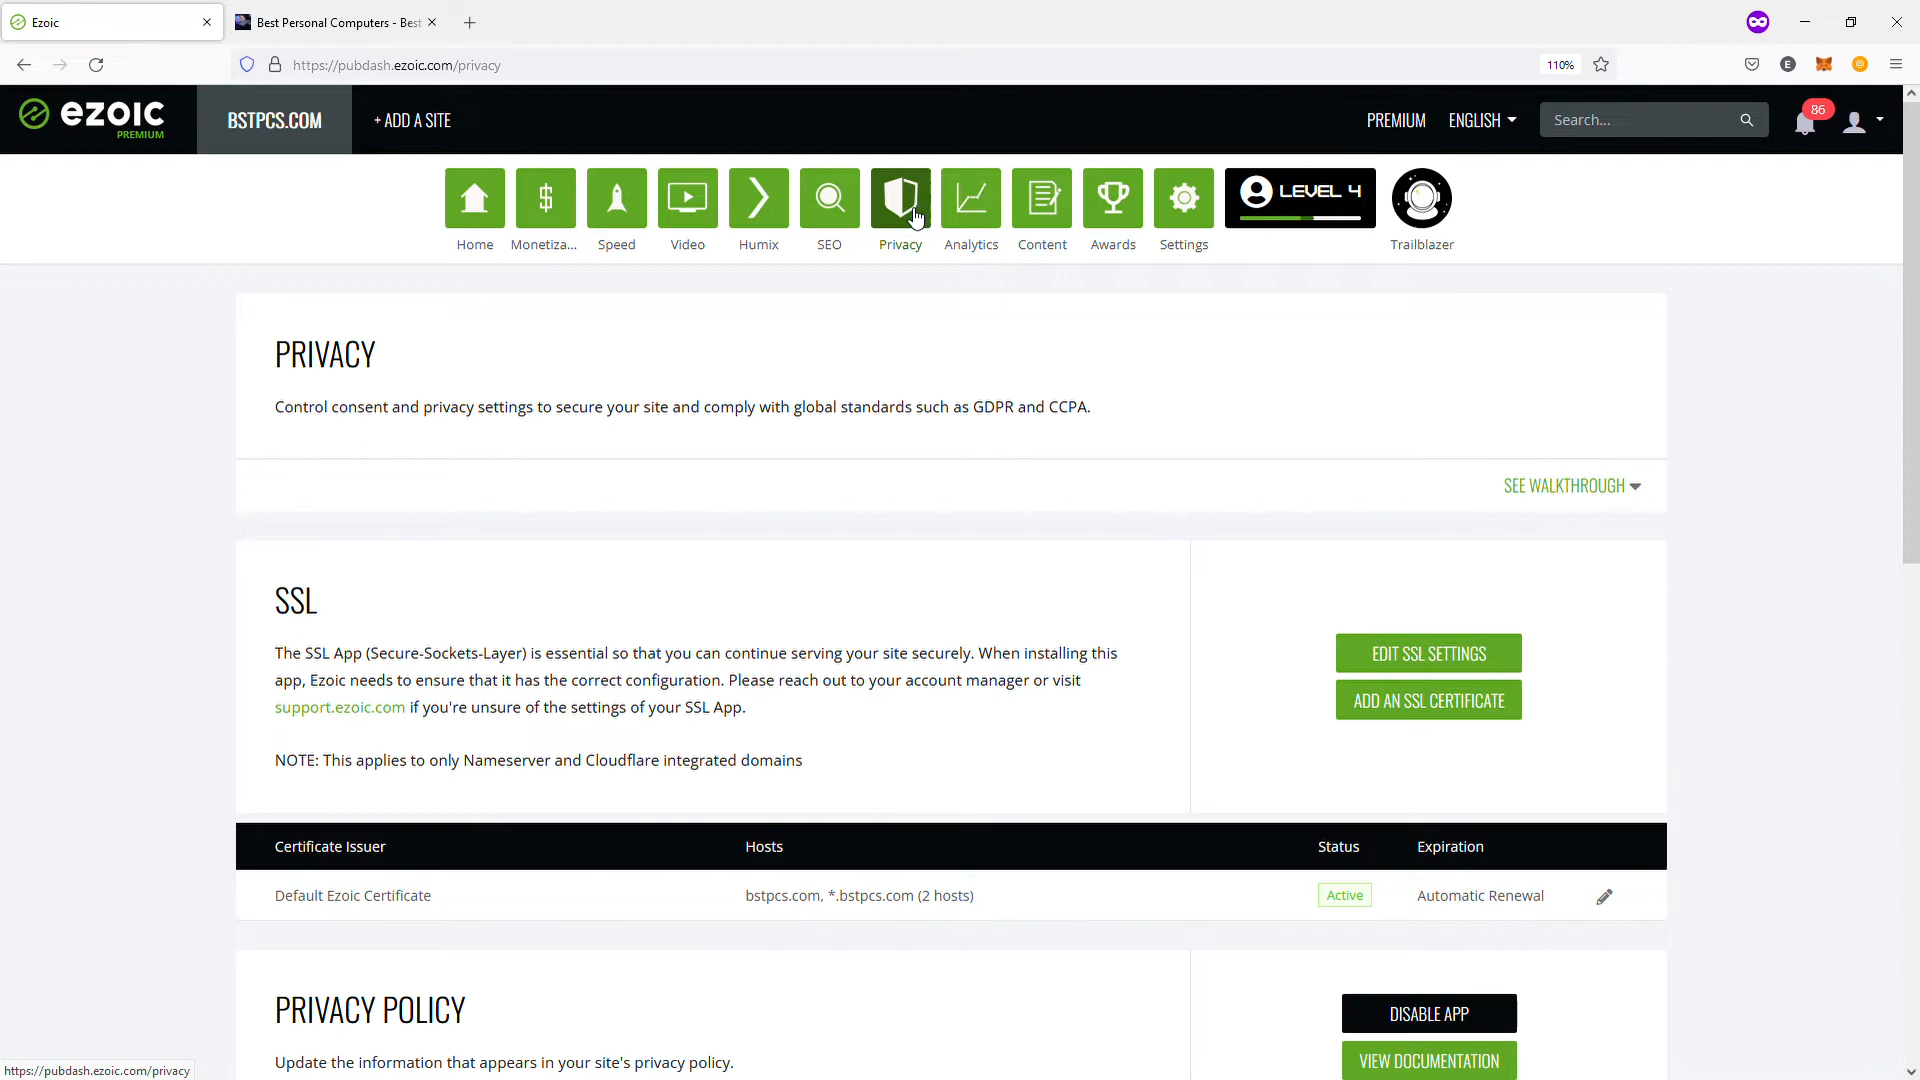 Ezoic
Best Personal Computers - Best
https://pubdash.ezoic.com/privacy
110%
E
@
ezoic
PREMIUM
BSTPCS.COM
+ ADD A SITE
PREMIUM
ENGLISH
Search...
86
$
LEVEL 4
Home
Monetiza...
Speed
Video
Humix
SEO
Privacy
Analytics
Content
Awards
Settings
Trailblazer
PRIVACY
Control consent and privacy settings to secure your site and comply with global standards such as GDPR and CCPA.
SEE WALKTHROUGH
SSL
The SSL App (Secure-Sockets-Layer) is essential so that you can continue serving your site securely. When installing this
app, Ezoic needs to ensure that it has the correct configuration. Please reach out to your account manager or visit
support.ezoic.com if you're unsure of the settings of your SSL App.
NOTE: This applies to only Nameserver and Cloudflare integrated domains
EDIT SSL SETTINGS
ADD AN SSL CERTIFICATE
Certificate Issuer
Hosts
Status
Expiration
Default Ezoic Certificate
bstpcs.com, *.bstpcs.com (2 hosts)
Active
Automatic Renewal
PRIVACY POLICY
Update the information that appears in your site's privacy policy.
DISABLE APP
VIEW DOCUMENTATION
https://pubdash.ezoic.com/privacy